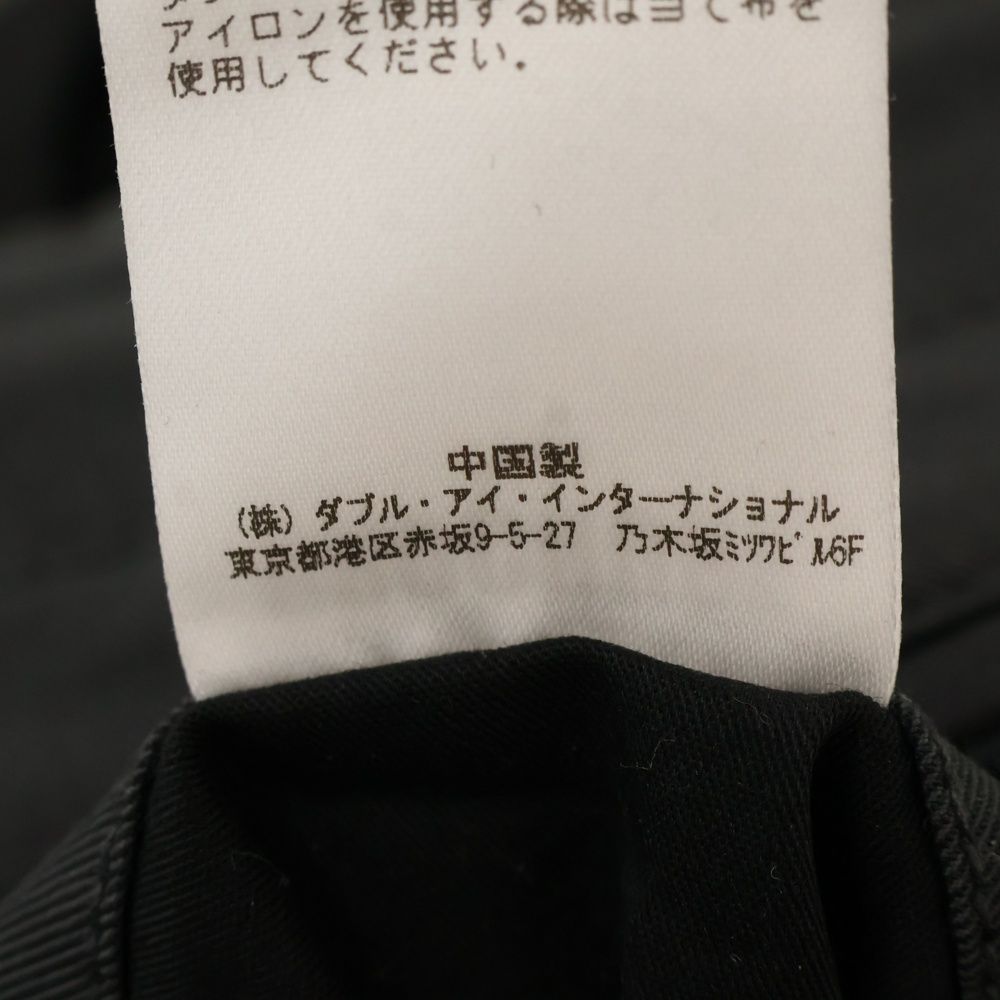 アイロンを使用する際は当て布を
使用してください.
中国製
(株) ダブル・アイ・インターナショナル
東京都港区赤坂9-5-27 乃木坂ﾐﾂﾜﾋﾞﾙ6F